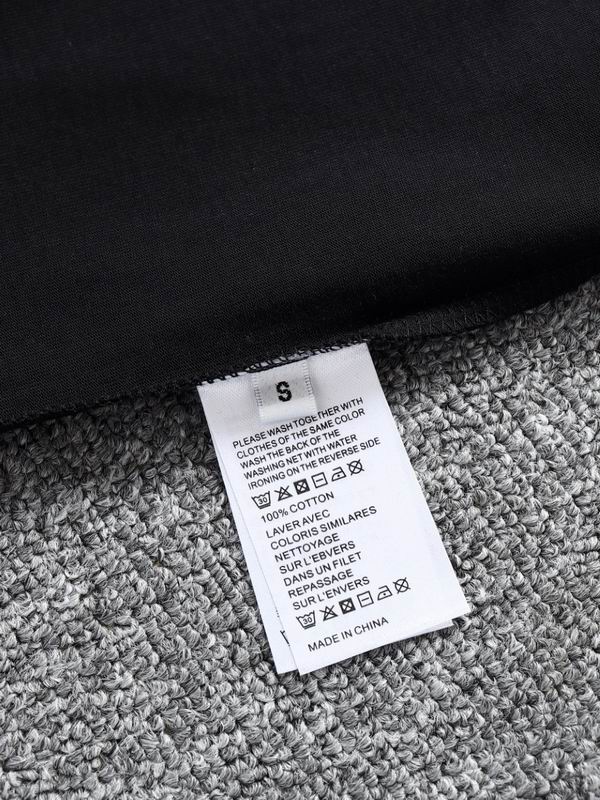 S
PLEASE WASH TOGETHER WITH
CLOTHES OF THE SAME COLOR
WASH THE BACK OF THE
WASHING NET WITH WATER
IRONING ON THE REVERSE SIDE
30
100% COTTON
LAVER AVEC
COLORIS SIMILARES
NETTOYAGE
SUR L'EBVERS
DANS UN FILET
REPASSAGE
SUR L'ENVERS
30
MADE IN CHINA